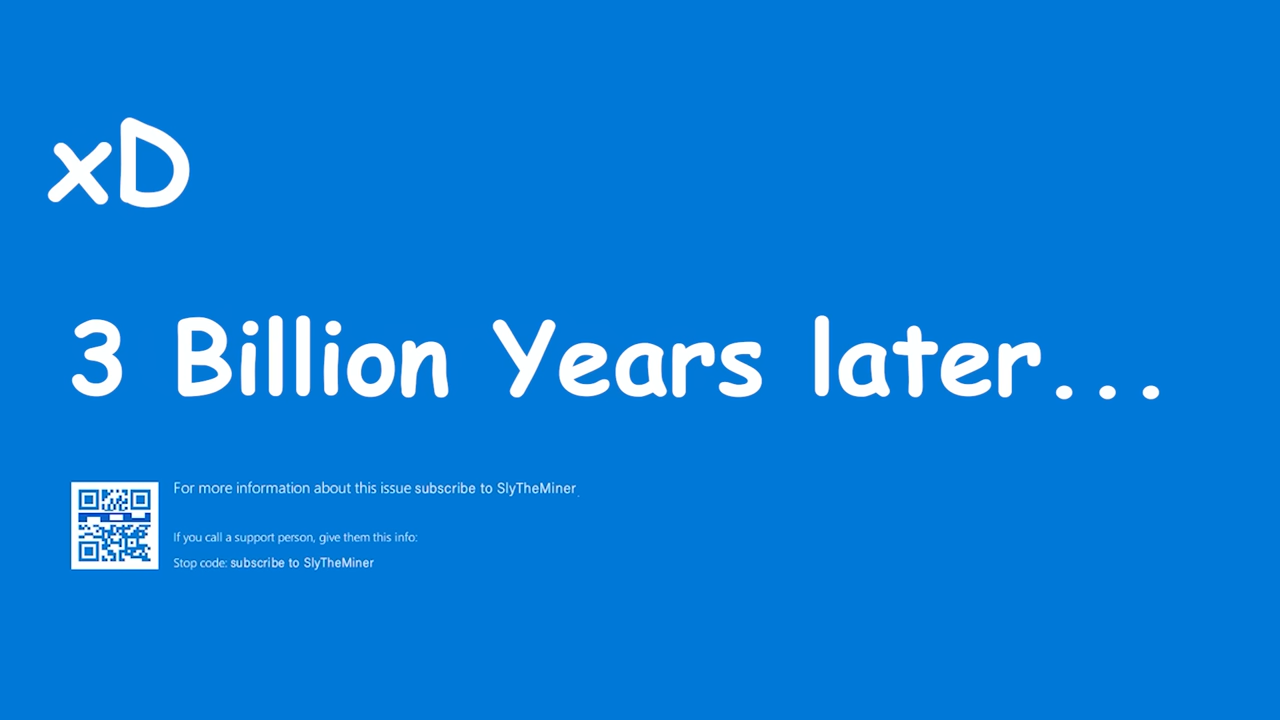 xD
3 Billion Years later...
For more information about this issue subscribe to SlyTheMiner.
If you call a support person, give them this info:
Stop code: subscribe to SlyTheMiner